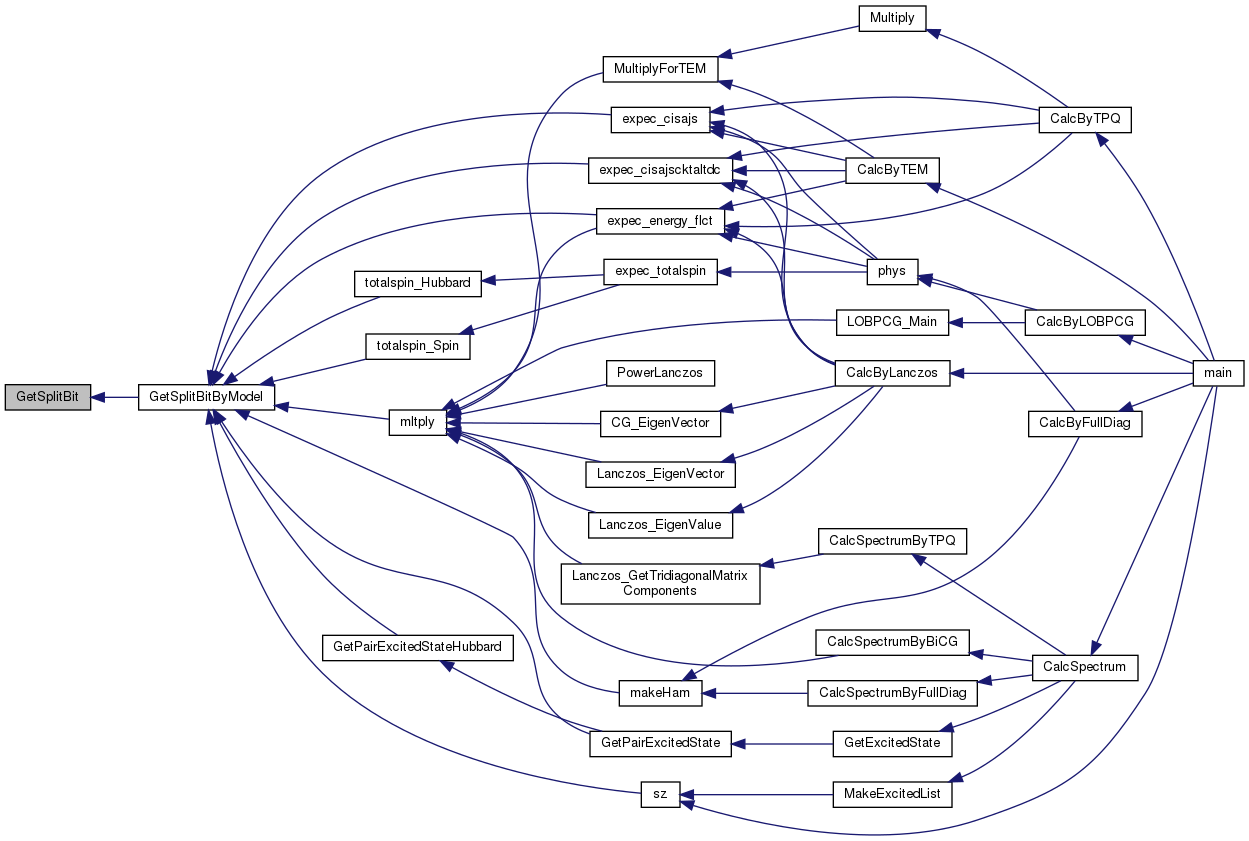 Multiply
MultiplyForTEM
expec_cisajs
CalcByTPQ
expec_cisajscktaltdc
CalcByTEM
expec_energy_flct
phys
expec_totalspin
totalspin_Hubbard
LOBPCG_Main
CalcByLOBPCG
totalspin_Spin
PowerLanczos
CalcByLanczos
main
GetSplitBit
GetSplitBitByModel
mltply
CG_EigenVector
CalcByFullDiag
Lanczos_EigenVector
Lanczos_EigenValue
CalcSpectrumByTPQ
Lanczos_GetTridiagonalMatrix
Components
GetPairExcitedStateHubbard
CalcSpectrumByBiCG
CalcSpectrum
makeHam
CalcSpectrumByFullDiag
GetPairExcitedState
GetExcitedState
sz
MakeExcitedList